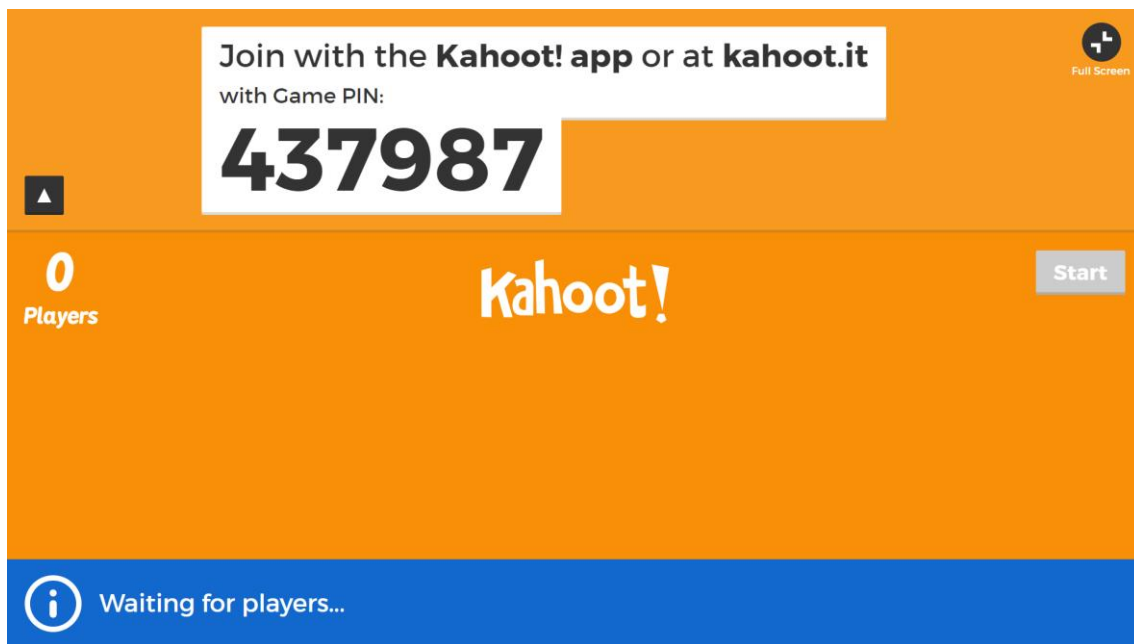 Join with the Kahoot! app or at kahoot.it
with Game PIN:
437987
Full Screen
0
Players
Kahoot!
Start
Waiting for players...